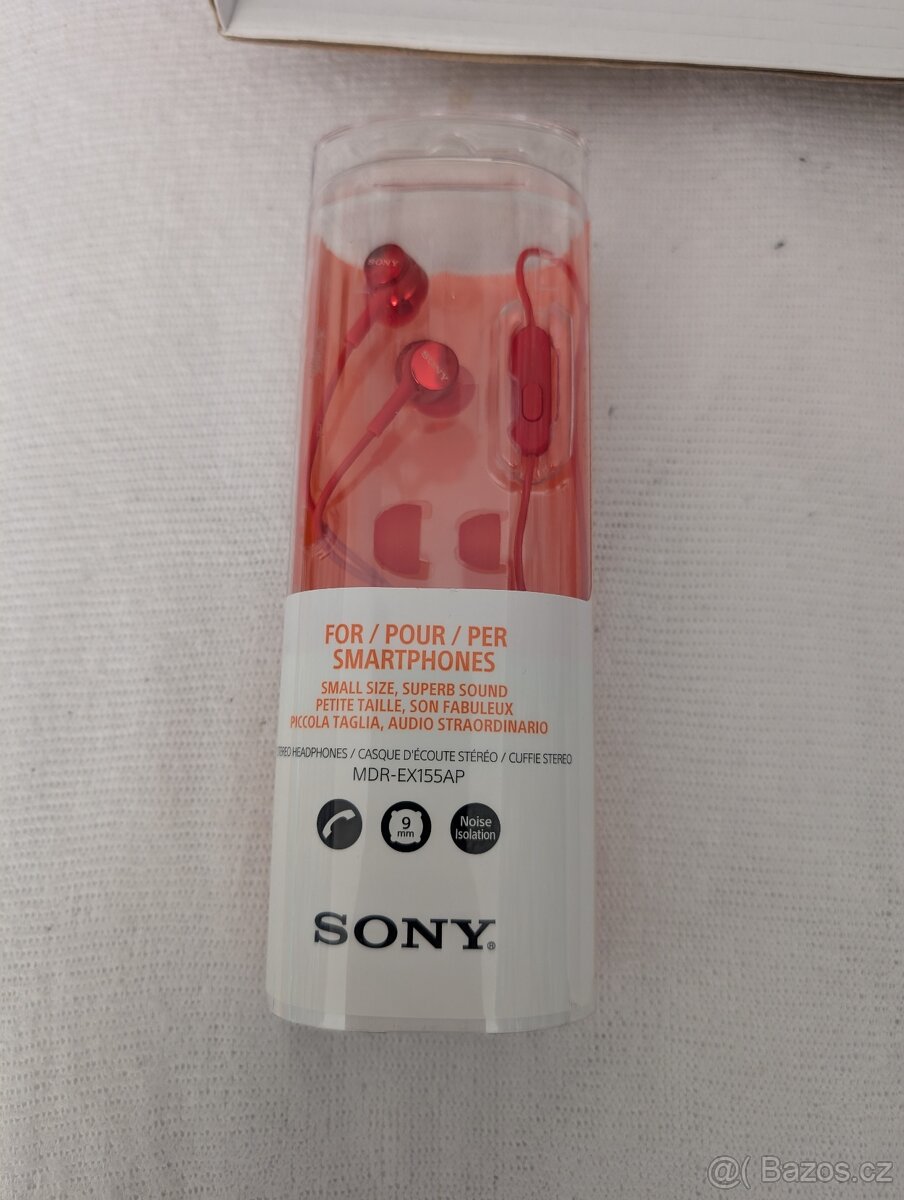 SONY
SONY
FOR / POUR / PER
SMARTPHONES
SMALL SIZE, SUPERB SOUND
PETITE TAILLE, SON FABULEUX
PICCOLA TAGLIA, AUDIO STRAORDINARIO
HEADPHONES / CASQUE D'ÉCOUTE STÉRÉO / CUFFIE STEREO
MDR-EX155AP
9
mm
Noise
Isolation
SONY®
@( Bazos.cz